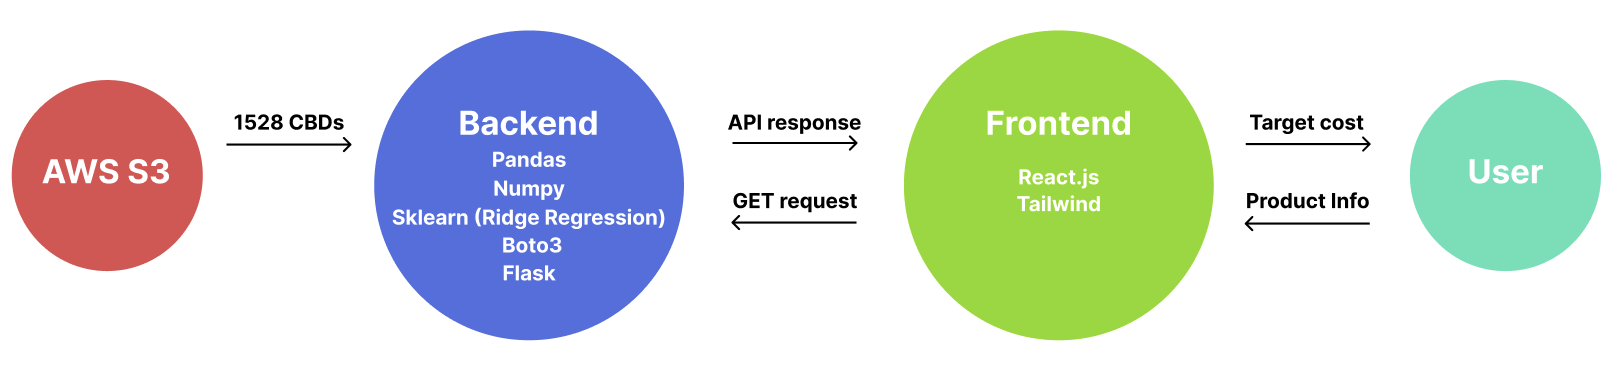 AWS S3
1528 CBDs
Backend
Pandas
Numpy
Sklearn (Ridge Regression)
Boto3
Flask
API response
GET request
Frontend
React.js
Tailwind
Target cost
Product Info
User